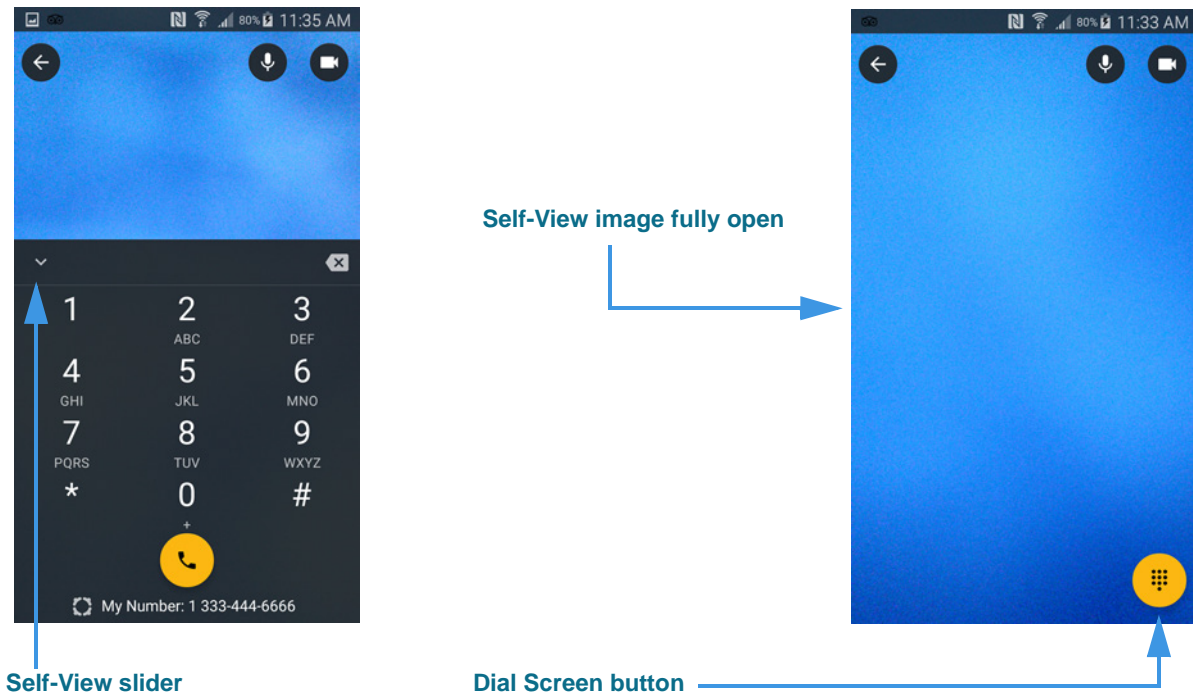 80% 11:35 AM
1 2 3
ABC DEF
4 5 6
GHI JKL MNO
7 8 9
PQRS TUV WXYZ
* 0 #
+
My Number: 1 333-444-6666
Self-View slider
Self-View image fully open
80% 11:33 AM
Dial Screen button